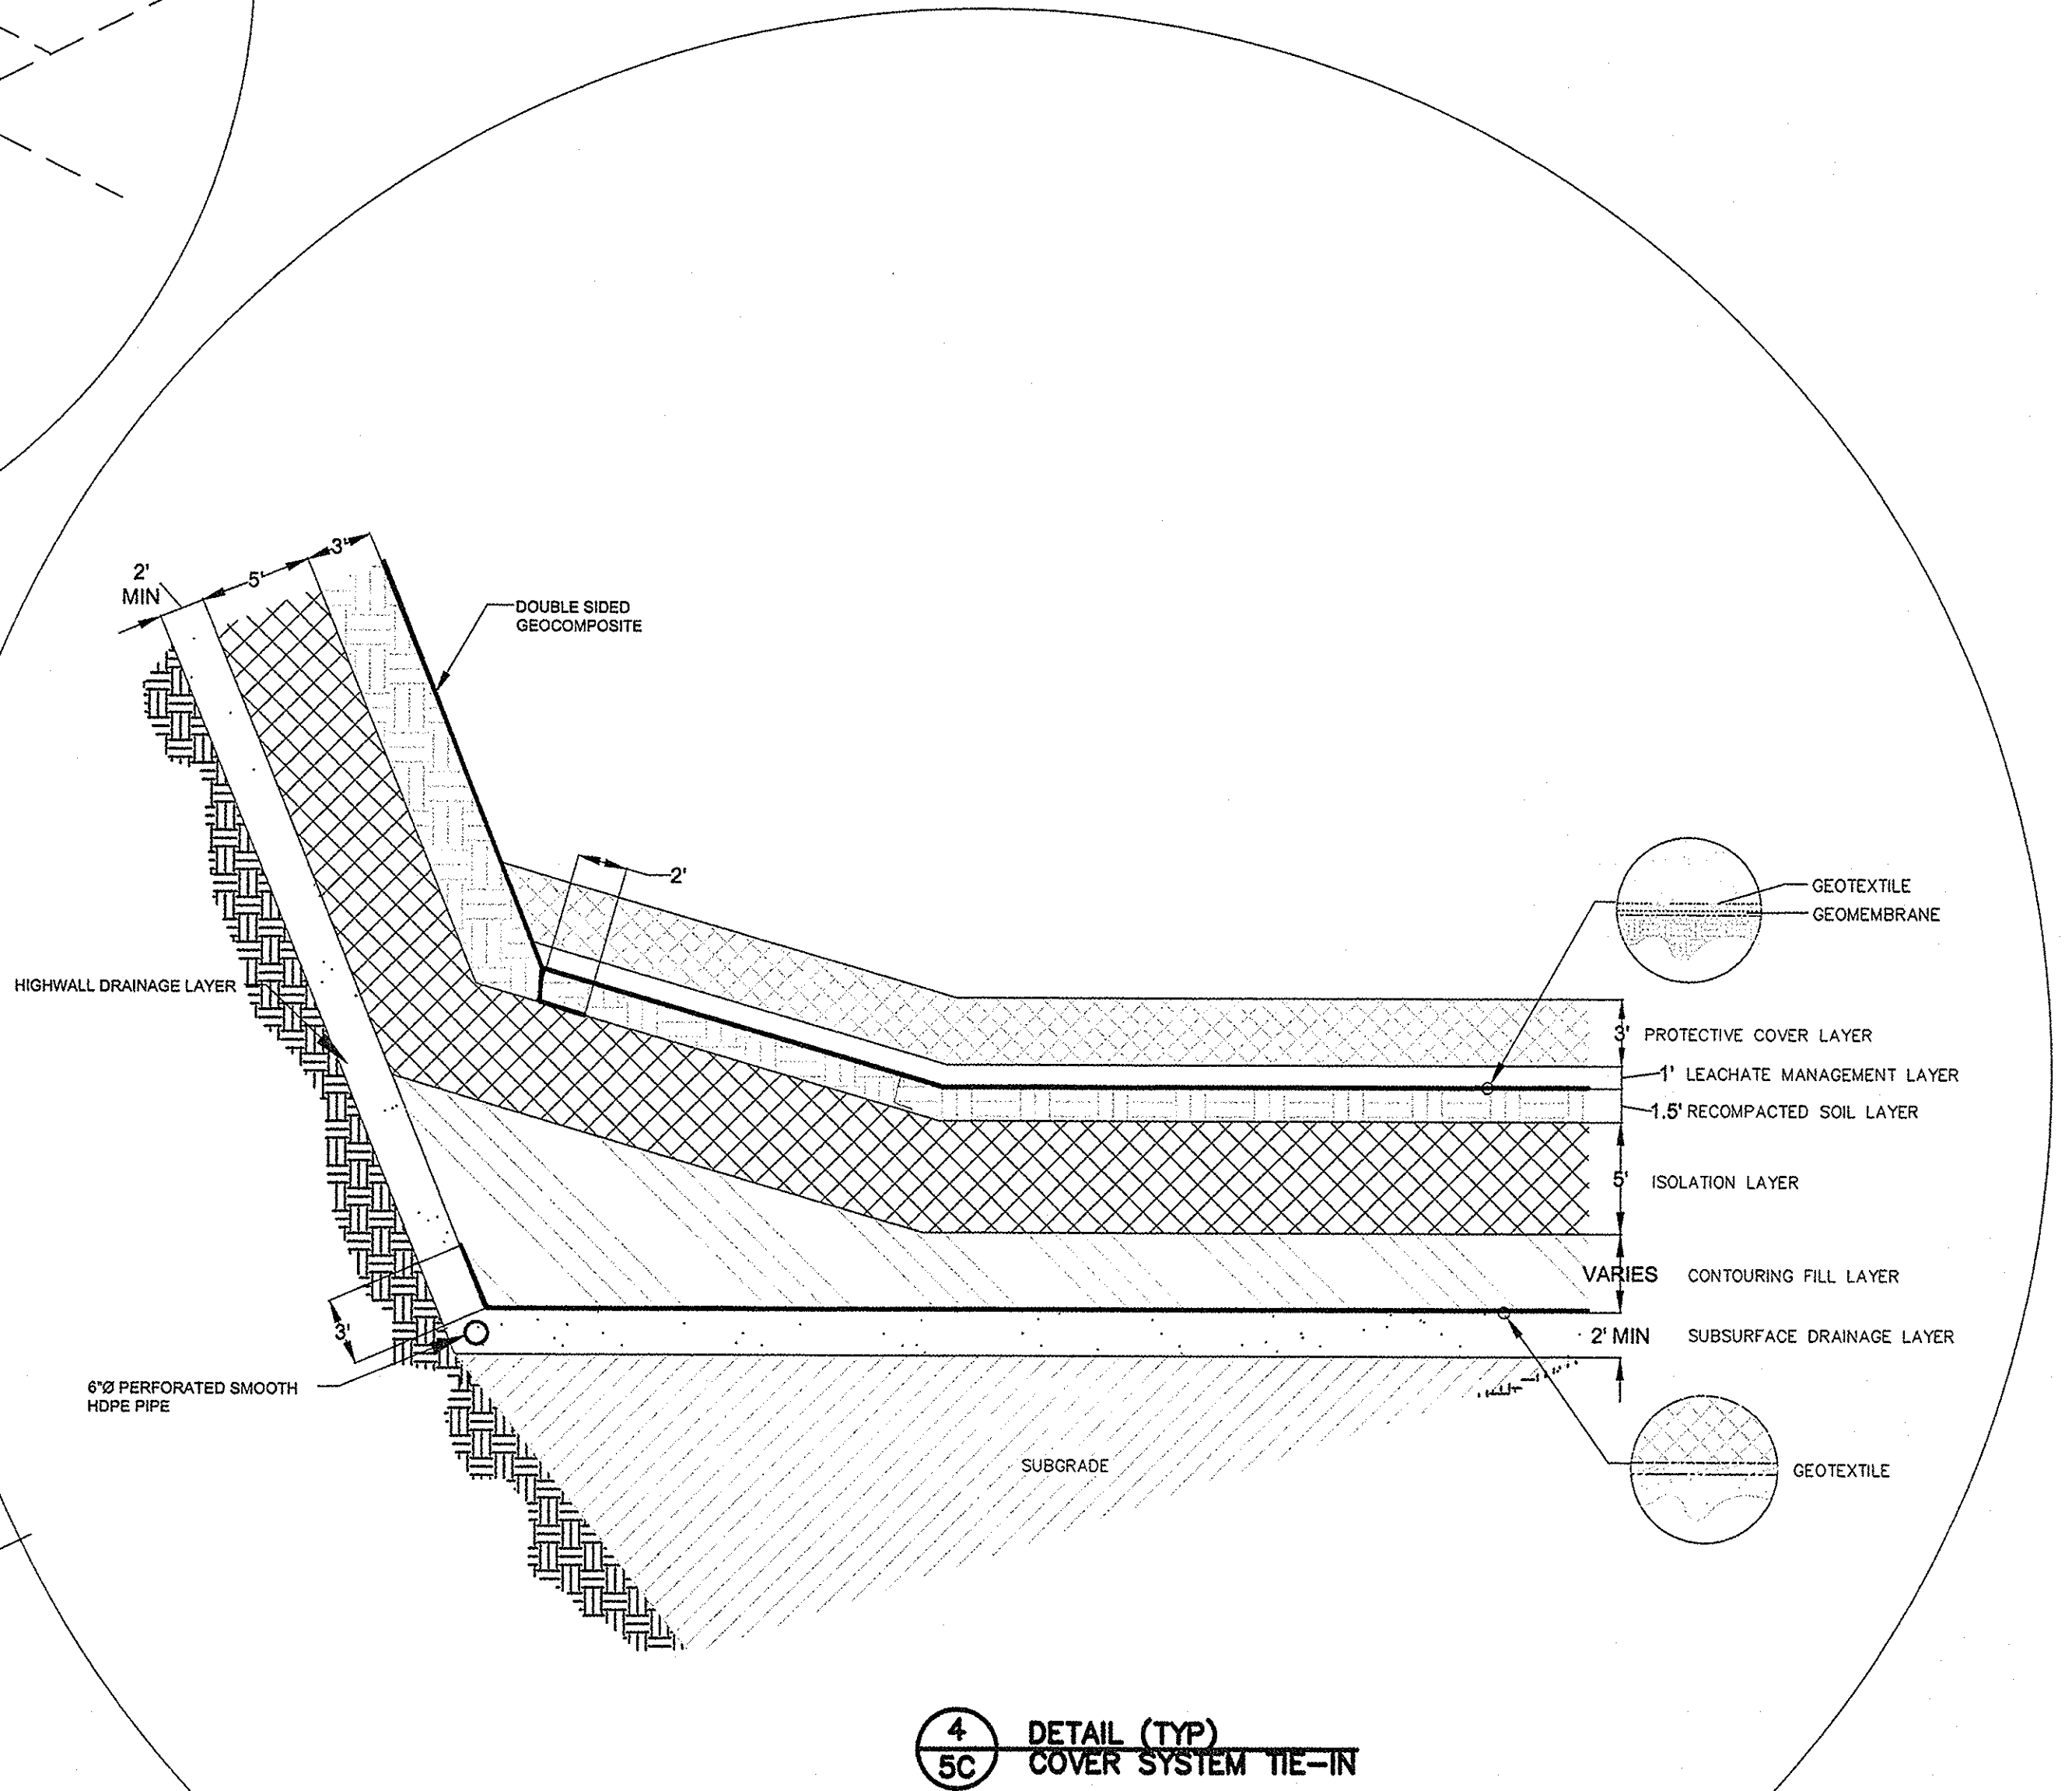 3'
5'
2'
MIN
DOUBLE SIDED
GEOCOMPOSITE
2'
GEOTEXTILE
GEOMEMBRANE
HIGHWALL DRAINAGE LAYER
3' PROTECTIVE COVER LAYER
1' LEACHATE MANAGEMENT LAYER
1.5' RECOMPACTED SOIL LAYER
5' ISOLATION LAYER
VARIES CONTOURING FILL LAYER
3'
2' MIN SUBSURFACE DRAINAGE LAYER
6"Ø PERFORATED SMOOTH
HDPE PIPE
SUBGRADE
GEOTEXTILE
4
5C
DETAIL (TYP)
COVER SYSTEM TIE-IN